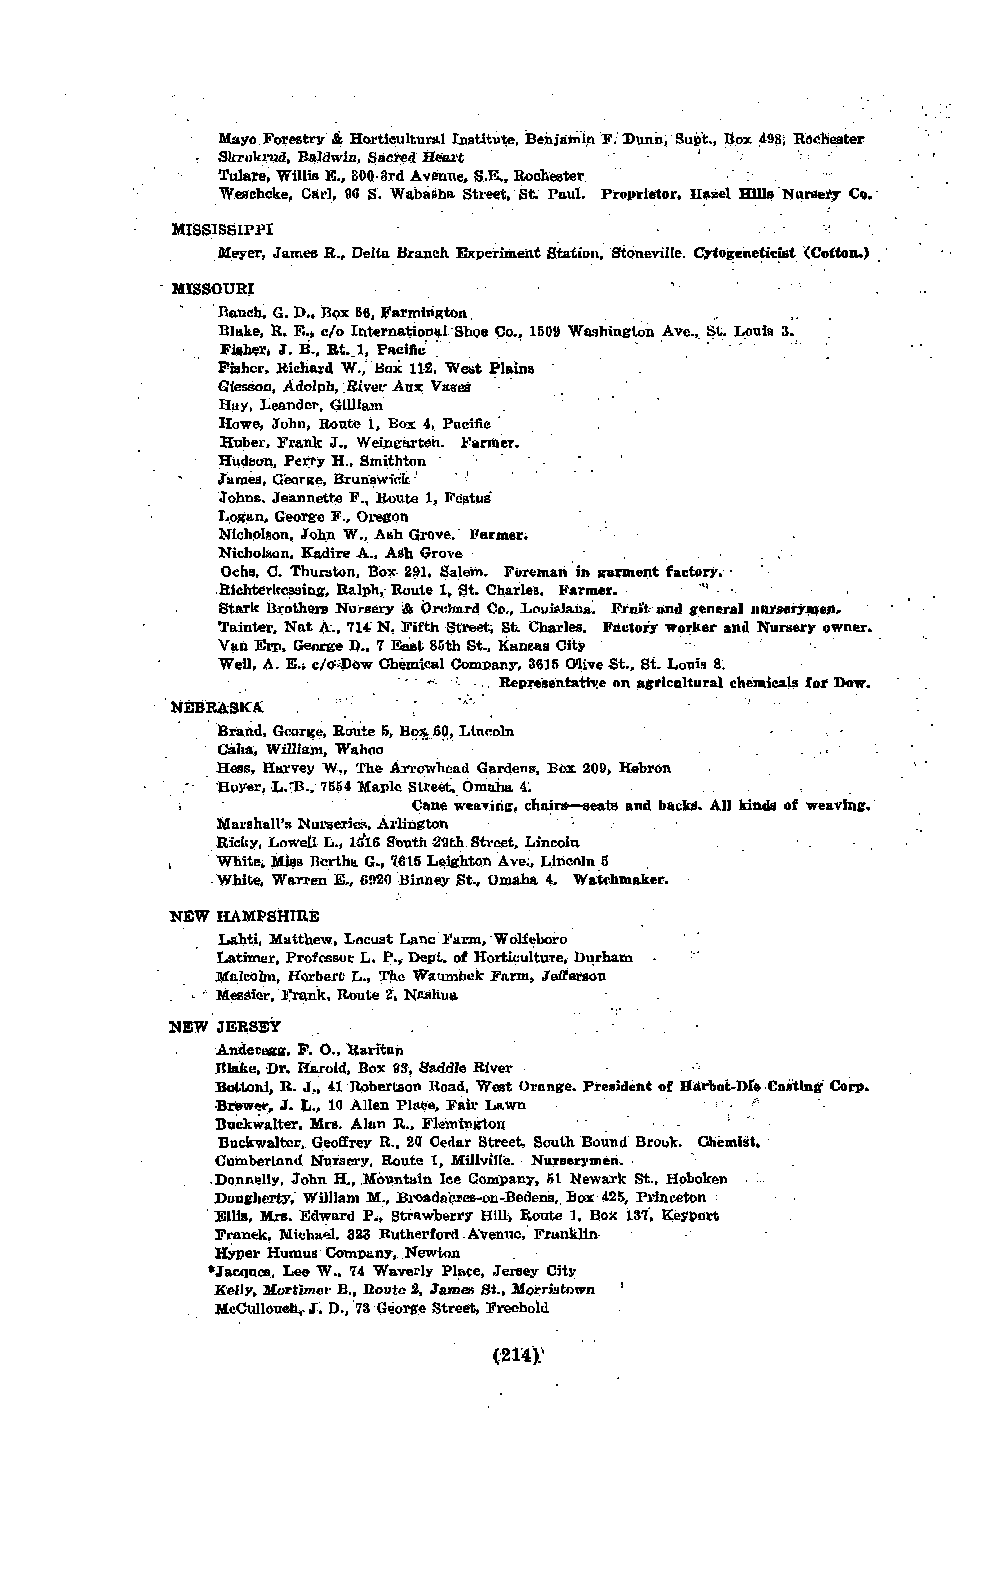 Mayo Forestry & Horticultural Institute, Benjamin F. Dunn, Supt., Box 498, Rochester
Skrukrud, Baldwin, Sacred Heart
Tulare, Willis E., 300-3rd Avenue, S.E., Rochester
Weschcke, Carl, 96 S. Wabasha Street, St. Paul. Proprietor, Hazel Hills Nursery Co.
MISSISSIPPI
Meyer, James R., Delta Branch Experiment Station, Stoneville. Cytogeneticist (Cotton.)
MISSOURI
Bauch, G. D., Box 66, Farmington
Blake, R. E., c/o International Shoe Co., 1509 Washington Ave., St. Louis 3.
Fisher, J. B., Rt. 1, Pacific
Fisher, Richard W., Box 112, West Plains
Giesson, Adolph, River Aux Vases
Hay, Leander, Gilliam
Howe, John, Route 1, Box 4, Pacific
Huber, Frank J., Weingarten. Farmer.
Hudson, Perry H., Smithton
James, George, Brunswick
Johns, Jeannette F., Route 1, Festus
Logan, George F., Oregon
Nicholson, John W., Ash Grove. Farmer.
Nicholson, Kadire A., Ash Grove
Ochs, C. Thurston, Box 291, Salem. Foreman in garment factory.
Richterkessing, Ralph, Route 1, St. Charles. Farmer.
Stark Brothers Nursery & Orchard Co., Louisiana. Fruit and general nurserymen.
Tainter, Nat A., 714 N. Fifth Street, St. Charles. Factory worker and Nursery owner.
Van Erp, George D., 7 East 85th St., Kansas City
Well, A. E., c/o Dow Chemical Company, 3615 Olive St., St. Louis 8.
Representative on agricultural chemicals for Dow.
NEBRASKA
Brand, George, Route 5, Box 60, Lincoln
Caha, William, Wahoo
Hess, Harvey W., The Arrowhead Gardens, Box 209, Hebron
Hoyer, L. B., 7554 Maple Street, Omaha 4.
Cane weaving, chairs—seats and backs. All kinds of weaving.
Marshall's Nurseries, Arlington
Ricky, Lowell L., 1516 South 29th Street, Lincoln
White, Miss Bertha G., 7615 Leighton Ave., Lincoln 5
White, Warren E., 6920 Binney St., Omaha 4. Watchmaker.
NEW HAMPSHIRE
Lahti, Matthew, Locust Lane Farm, Wolfeboro
Latimer, Professor L. P., Dept. of Horticulture, Durham
Malcolm, Herbert L., The Waumbek Farm, Jefferson
Messier, Frank, Route 2, Nashua
NEW JERSEY
Anderegg, F. O., Raritan
Blake, Dr. Harold, Box 93, Saddle River
Bottoni, R. J., 41 Robertson Road, West Orange. President of Harbot-Die Casting Corp.
Brewer, J. L., 10 Allen Place, Fair Lawn
Buckwalter, Mrs. Alan R., Flemington
Buckwalter, Geoffrey R., 20 Cedar Street, South Bound Brook. Chemist.
Cumberland Nursery, Route 1, Millville. Nurserymen.
Donnelly, John H., Mountain Ice Company, 51 Newark St., Hoboken
Dougherty, William M., Broadacres-on-Bedens, Box 425, Princeton
Ellis, Mrs. Edward P., Strawberry Hill, Route 1, Box 137, Keyport
Franek, Michael, 323 Rutherford Avenue, Franklin
Hyper Humus Company, Newton
*Jacques, Lee W., 74 Waverly Place, Jersey City
Kelly, Mortimer B., Route 2, James St., Morristown
McCullouch, J. D., 73 George Street, Freehold
(214)